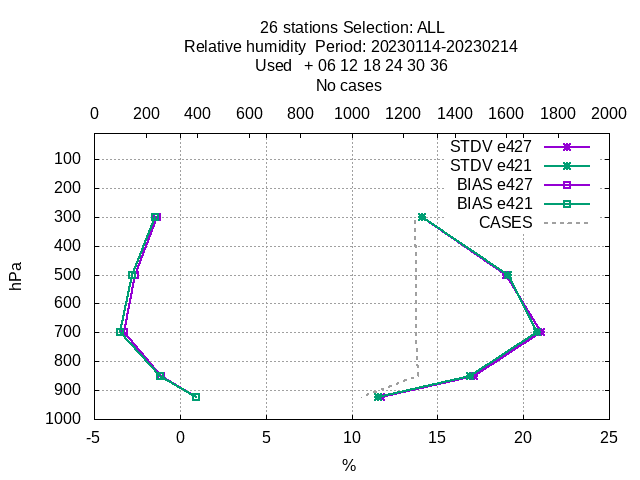 26 stations Selection: ALL
Relative humidity  Period: 20230114-20230214
Used   + 06 12 18 24 30 36
No cases
0 200 400 600 800 1000 1200 1400 1600 1800 2000
STDV e427
STDV e421
BIAS e427
BIAS e421
CASES
hPa
100
200
300
400
500
600
700
800
900
1000
-5 0 5 10 15 20 25
%